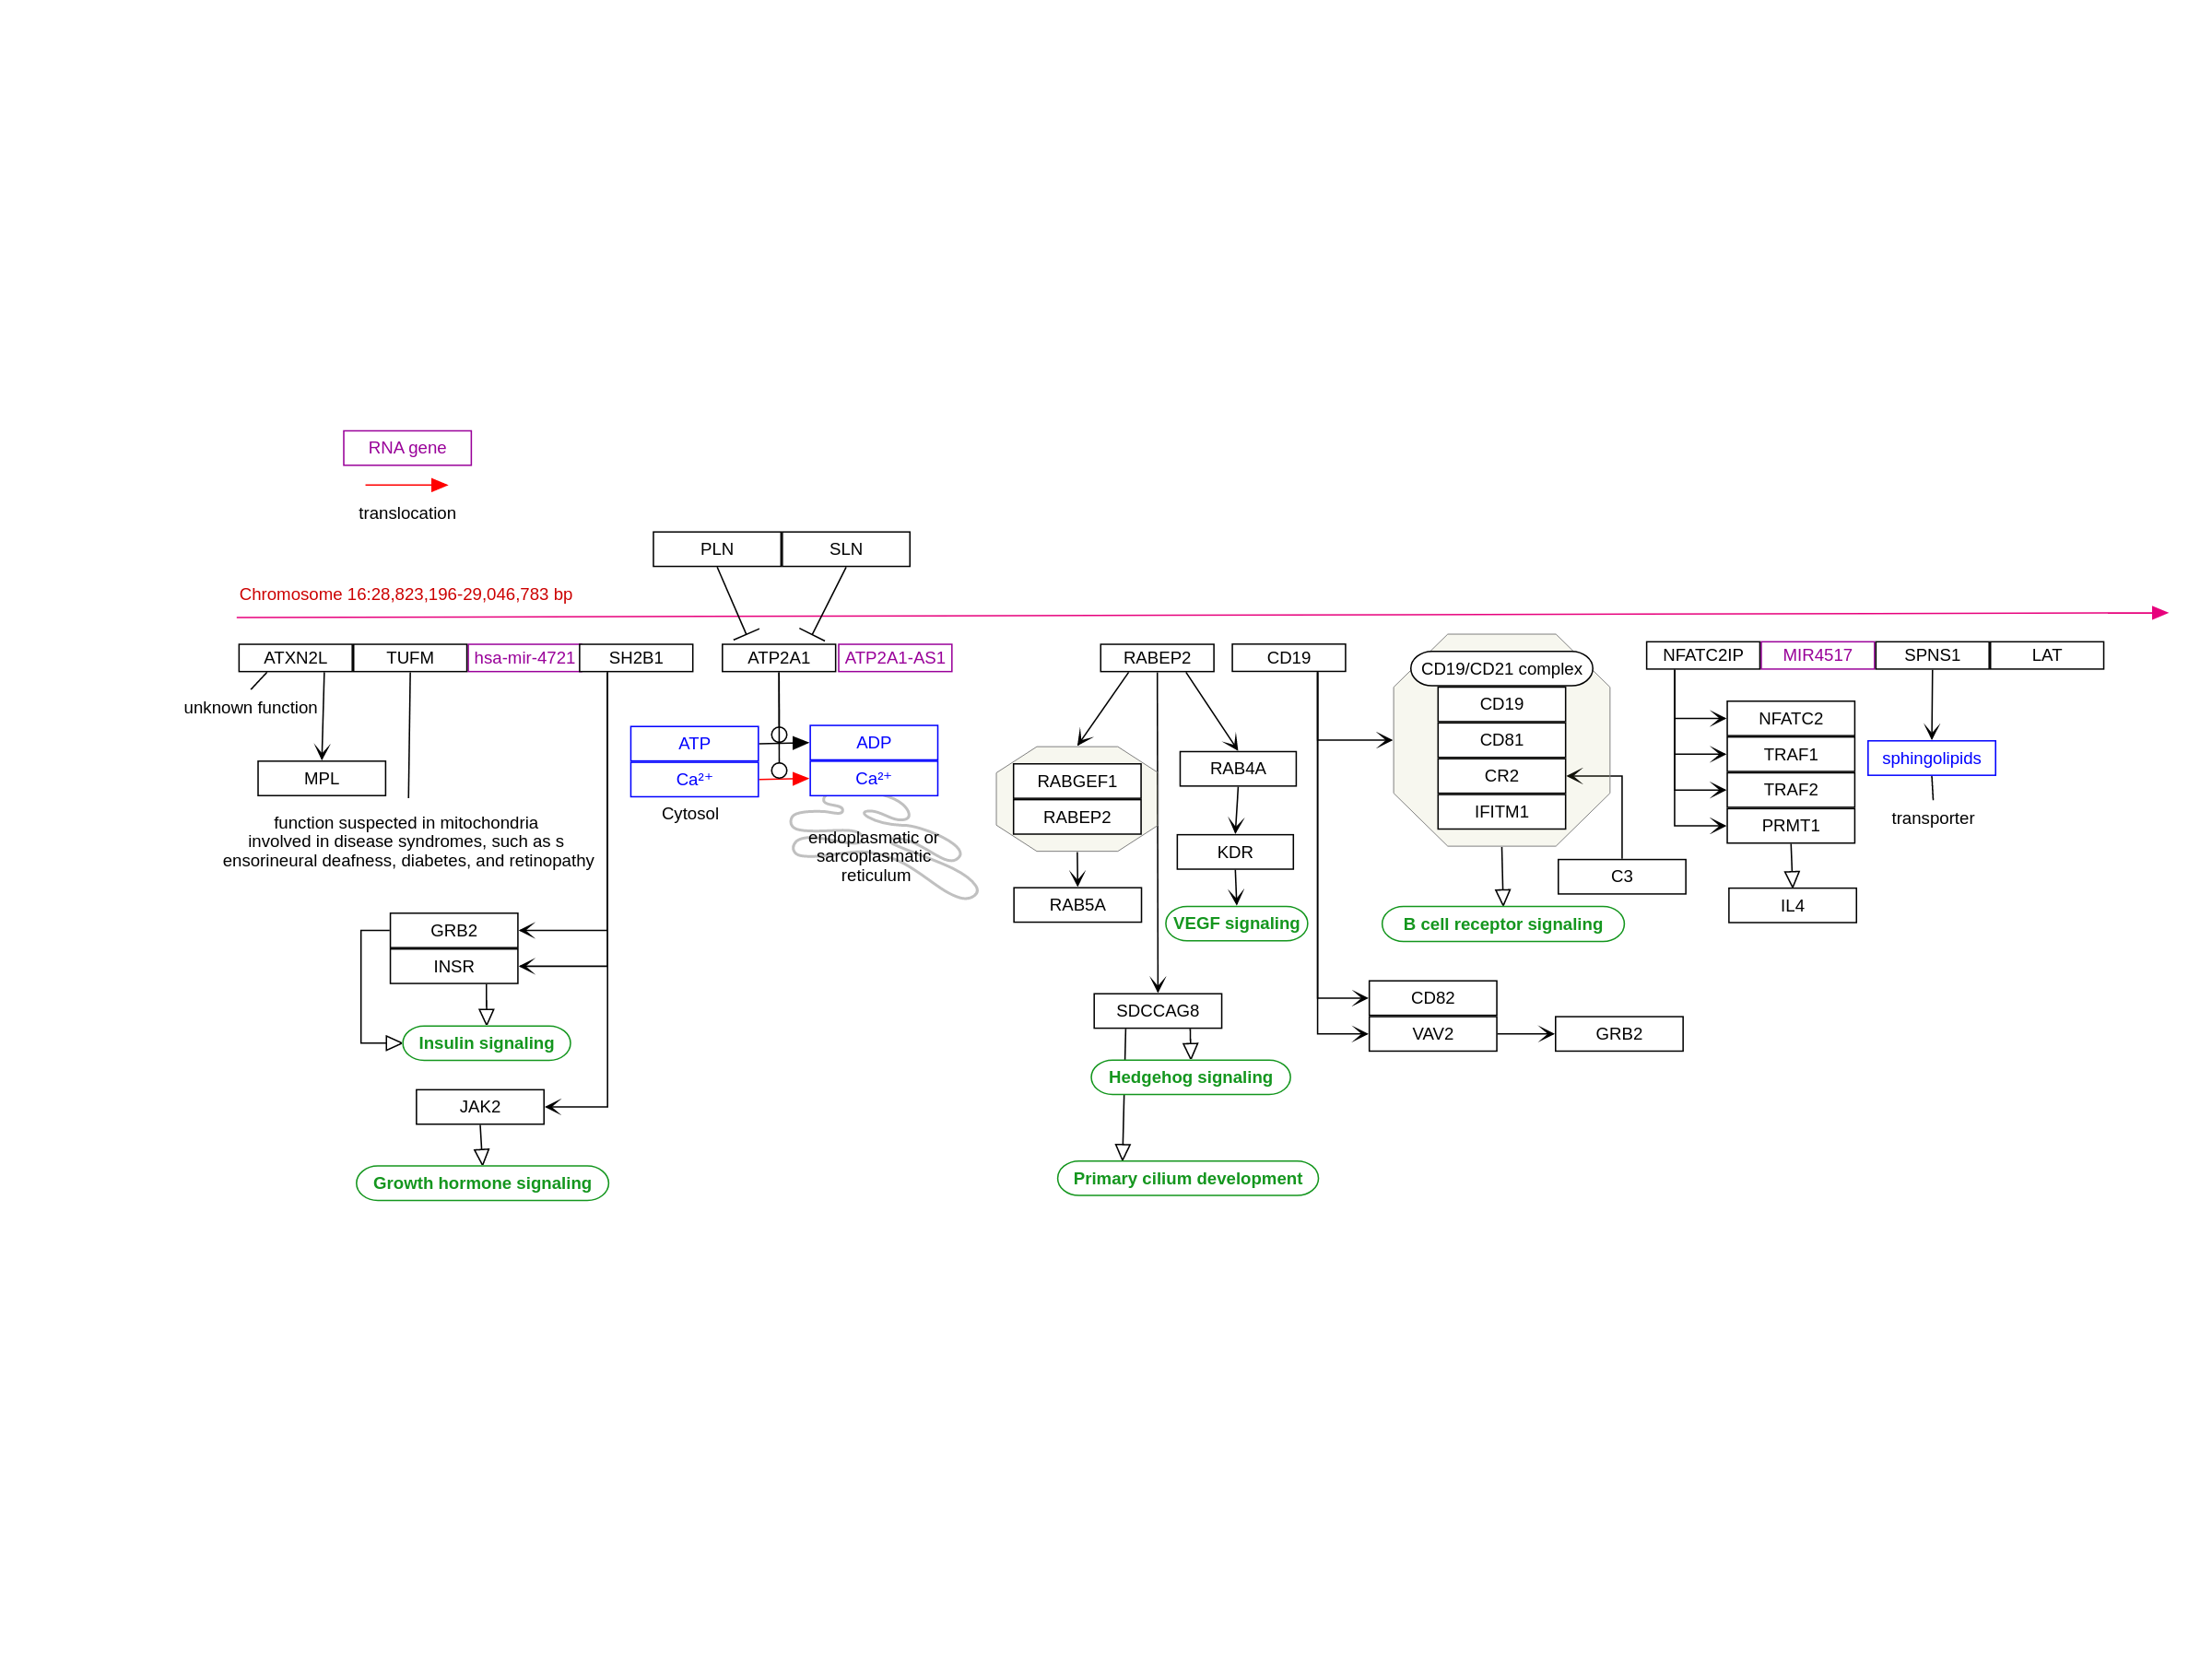 RNA gene
translocation
PLN
SLN
Chromosome 16:28,823,196-29,046,783 bp
ATXN2L
TUFM
hsa-mir-4721
SH2B1
ATP2A1
ATP2A1-AS1
RABEP2
CD19
CD19/CD21 complex
NFATC2IP
MIR4517
SPNS1
LAT
unknown function
MPL
function suspected in mitochondria
involved in disease syndromes, such as s
ensorineural deafness, diabetes, and retinopathy
ATP
Ca²⁺
Cytosol
ADP
Ca²⁺
endoplasmatic or
sarcoplasmatic
reticulum
RABGEF1
RABEP2
RAB5A
RAB4A
KDR
VEGF signaling
CD19
CD81
CR2
IFITM1
C3
B cell receptor signaling
NFATC2
TRAF1
TRAF2
PRMT1
IL4
sphingolipids
transporter
GRB2
INSR
Insulin signaling
JAK2
Growth hormone signaling
SDCCAG8
Hedgehog signaling
Primary cilium development
CD82
VAV2
GRB2